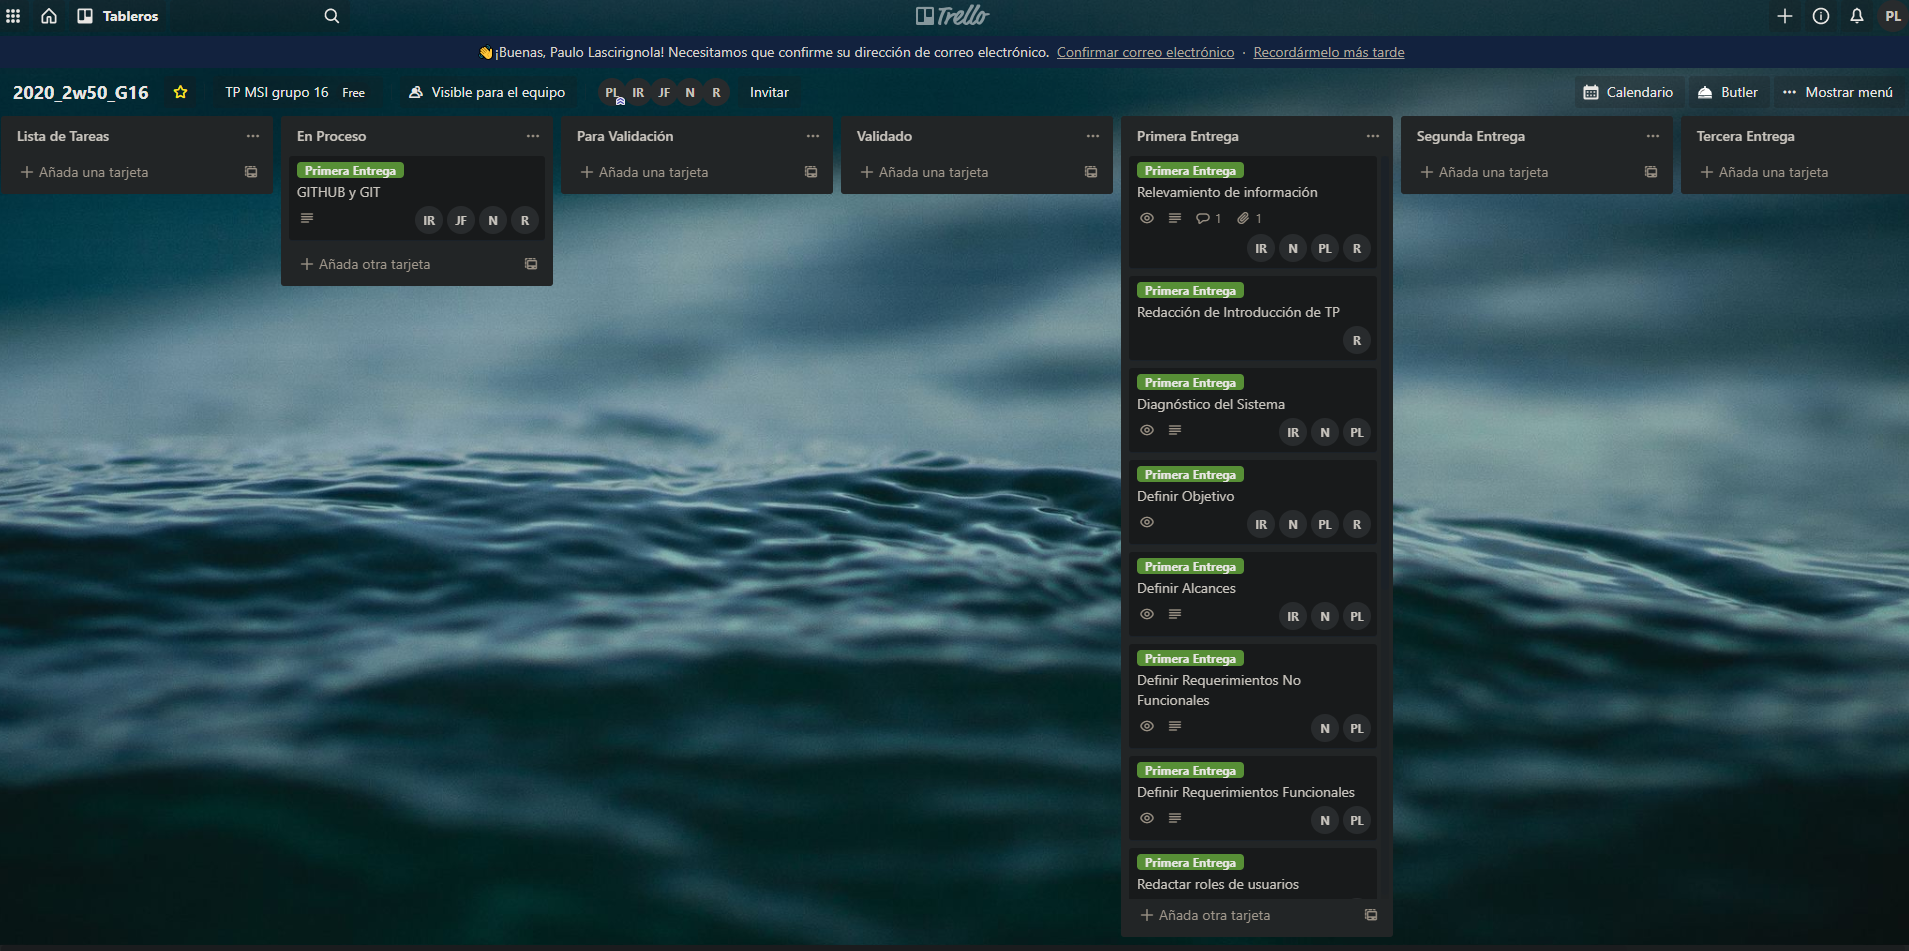 Tableros
Trello
PL
¡Buenas, Paulo Lascirignola! Necesitamos que confirme su dirección de correo electrónico. Confirmar correo electrónico · Recordármelo más tarde
2020_2w50_G16
TP MSI grupo 16 Free
Visible para el equipo
PL IR JF N R
Invitar
Calendario
Butler
Mostrar menú
Lista de Tareas
Añada una tarjeta
En Proceso
Primera Entrega
GITHUB y GIT
IR JF N R
Añada otra tarjeta
Para Validación
Añada una tarjeta
Validado
Añada una tarjeta
Primera Entrega
Primera Entrega
Relevamiento de información
1 1
IR N PL R
Primera Entrega
Redacción de Introducción de TP
R
Primera Entrega
Diagnóstico del Sistema
IR N PL
Primera Entrega
Definir Objetivo
IR N PL R
Primera Entrega
Definir Alcances
IR N PL
Primera Entrega
Definir Requerimientos No
Funcionales
N PL
Primera Entrega
Definir Requerimientos Funcionales
N PL
Primera Entrega
Redactar roles de usuarios
Añada otra tarjeta
Segunda Entrega
Añada una tarjeta
Tercera Entrega
Añada una tarjeta